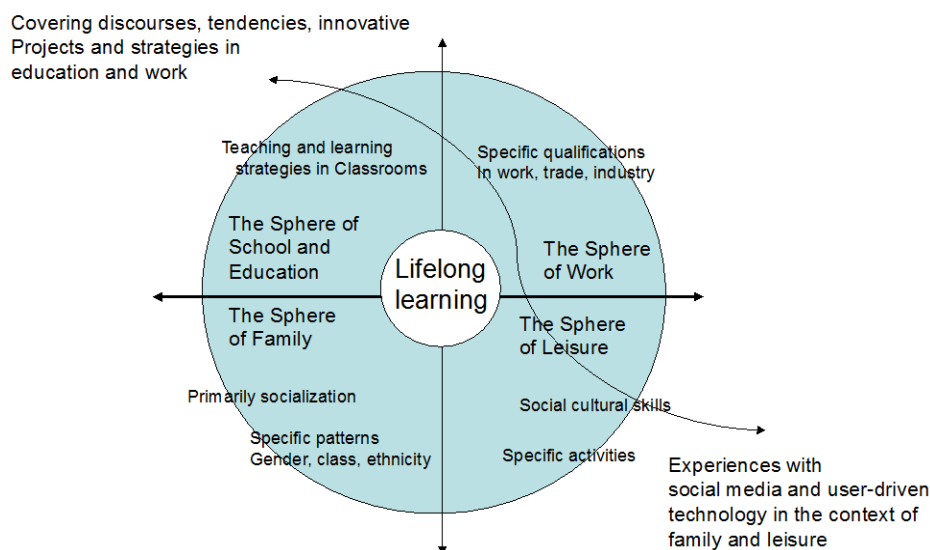 Covering discourses, tendencies, innovative
Projects and strategies in
education and work
Teaching and learning
strategies in Classrooms
Specific qualifications
In work, trade, industry
The Sphere of
School and
Education
The Sphere
of Work
Lifelong
learning
The Sphere
of Family
The Sphere
of Leisure
Primarily socialization
Specific patterns
Gender, class, ethnicity
Social cultural skills
Specific activities
Experiences with
social media and user-driven
technology in the context of
family and leisure